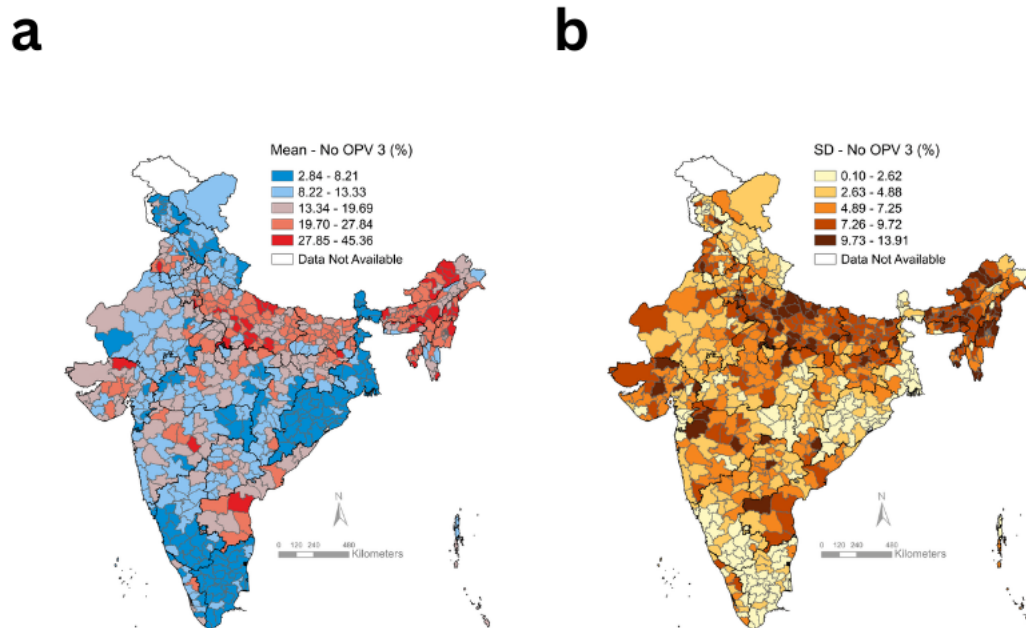 a
b
Mean - No OPV 3 (%)
2.84 - 8.21
8.22 - 13.33
13.34 - 19.69
19.70 - 27.84
27.85 - 45.36
Data Not Available
N
0 120 240 480
Kilometers
SD - No OPV 3 (%)
0.10 - 2.62
2.63 - 4.88
4.89 - 7.25
7.26 - 9.72
9.73 - 13.91
Data Not Available
N
0 120 240 480
Kilometers